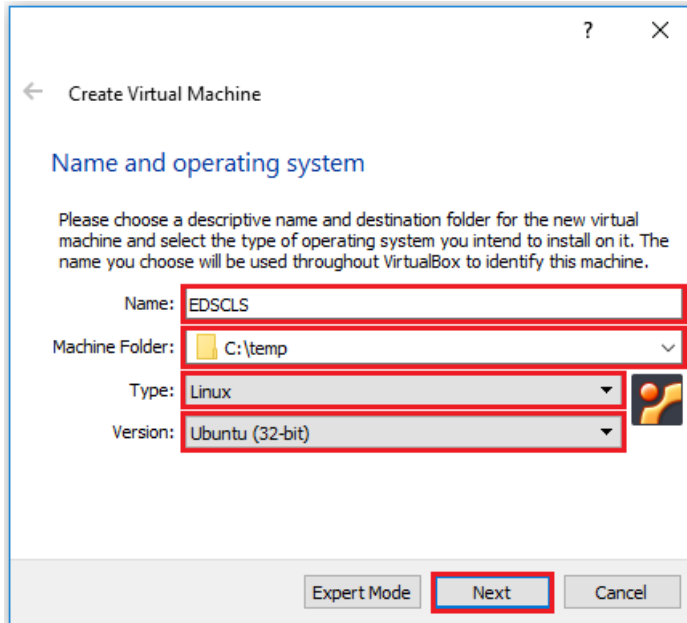 ?
Create Virtual Machine
Name and operating system
Please choose a descriptive name and destination folder for the new virtual
machine and select the type of operating system you intend to install on it. The
name you choose will be used throughout VirtualBox to identify this machine.
Name: EDSCLS
Machine Folder: C:\temp
Type: Linux
Version: Ubuntu (32-bit)
Expert Mode Next Cancel